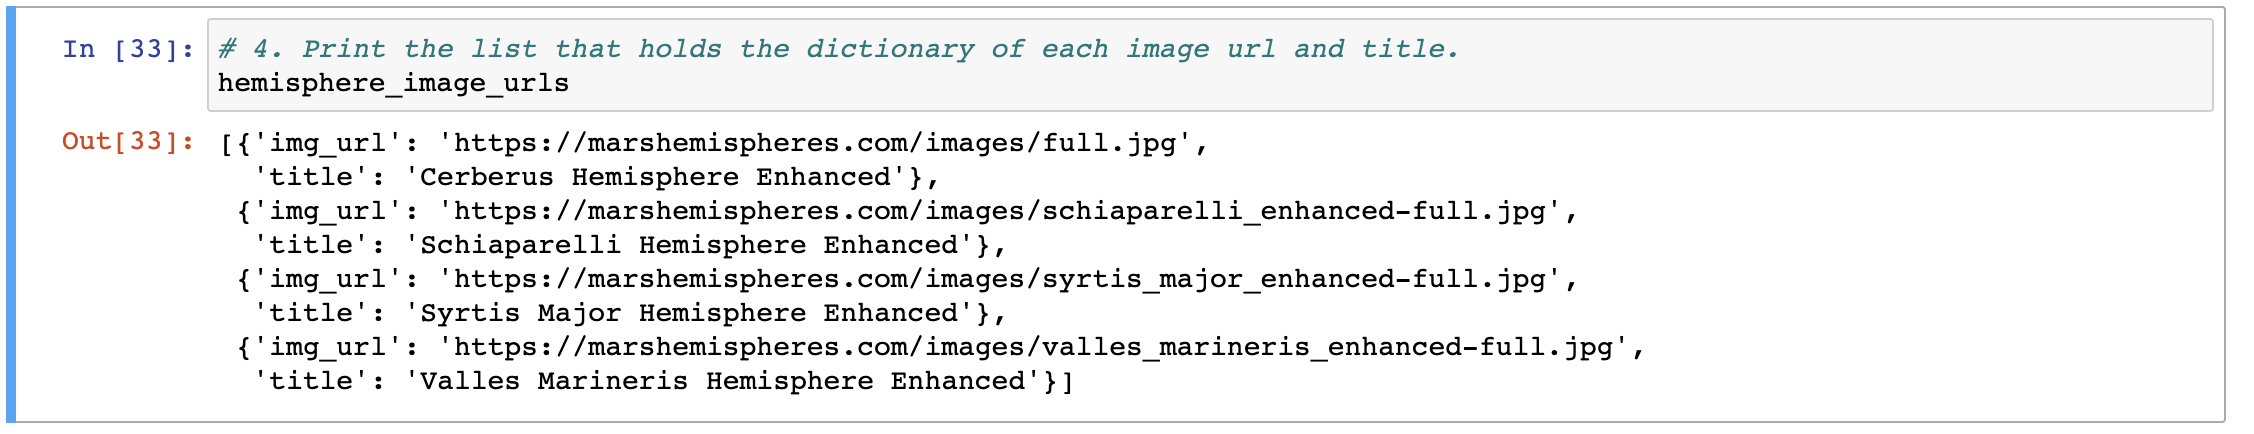 In [33]: # 4. Print the list that holds the dictionary of each image url and title.
hemisphere_image_urls
Out[33]: [{'img_url': 'https://marshemispheres.com/images/full.jpg',
'title': 'Cerberus Hemisphere Enhanced'},
{'img_url': 'https://marshemispheres.com/images/schiaparelli_enhanced-full.jpg',
'title': 'Schiaparelli Hemisphere Enhanced'},
{'img_url': 'https://marshemispheres.com/images/syrtis_major_enhanced-full.jpg',
'title': 'Syrtis Major Hemisphere Enhanced'},
{'img_url': 'https://marshemispheres.com/images/valles_marineris_enhanced-full.jpg',
'title': 'Valles Marineris Hemisphere Enhanced'}]